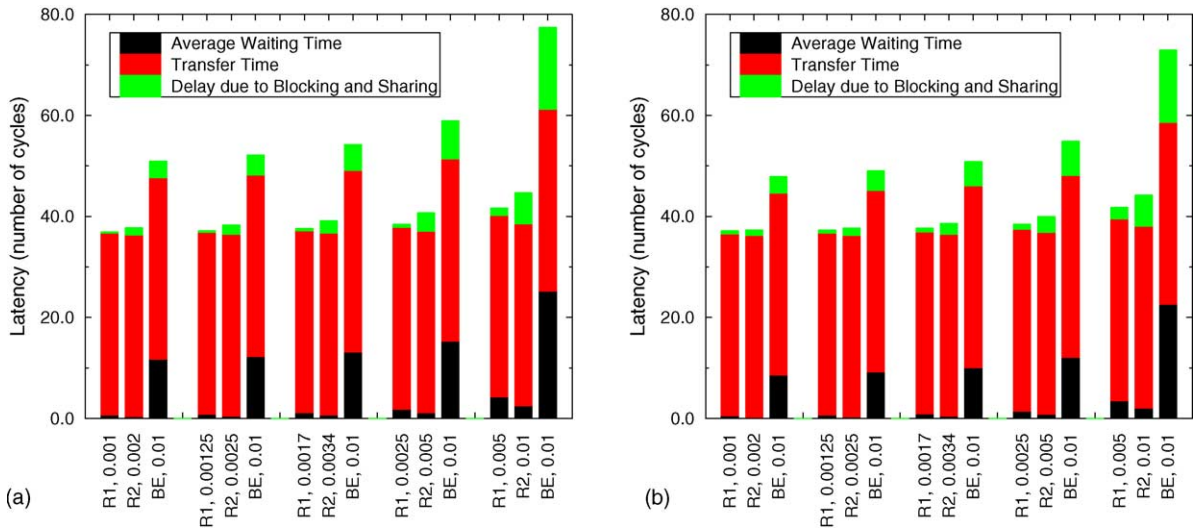 80.0
60.0
40.0
20.0
0.0
Latency (number of cycles)
Average Waiting Time
Transfer Time
Delay due to Blocking and Sharing
R1, 0.001
R2, 0.002
BE, 0.01
R1, 0.00125
R2, 0.0025
BE, 0.01
R1, 0.0017
R2, 0.0034
BE, 0.01
R1, 0.0025
R2, 0.005
BE, 0.01
R1, 0.005
R2, 0.01
BE, 0.01
(a)
80.0
60.0
40.0
20.0
0.0
Latency (number of cycles)
Average Waiting Time
Transfer Time
Delay due to Blocking and Sharing
R1, 0.001
R2, 0.002
BE, 0.01
R1, 0.00125
R2, 0.0025
BE, 0.01
R1, 0.0017
R2, 0.0034
BE, 0.01
R1, 0.0025
R2, 0.005
BE, 0.01
R1, 0.005
R2, 0.01
BE, 0.01
(b)